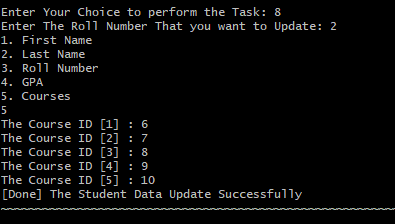 Enter Your Choice to perform the Task: 8
Enter The Roll Number That you want to Update: 2
1. First Name
2. Last Name
3. Roll Number
4. GPA
5. Courses
5
The Course ID [1] : 6
The Course ID [2] : 7
The Course ID [3] : 8
The Course ID [4] : 9
The Course ID [5] : 10
[Done] The Student Data Update Successfully
~~~~~~~~~~~~~~~~~~~~~~~~~~~~~~~~~~~~~~~~~~~~~~~~~~~~~~~~